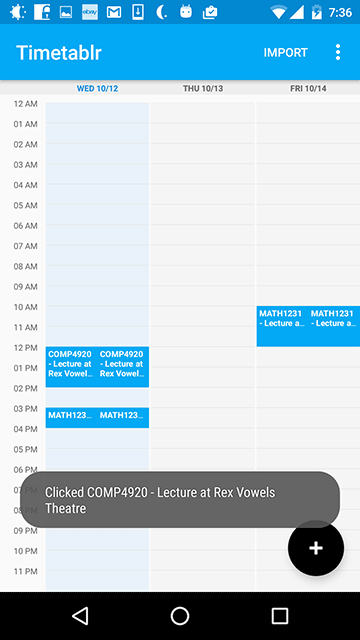 ebay
7:36
Timetablr
IMPORT
WED 10/12
THU 10/13
FRI 10/14
12 AM
01 AM
02 AM
03 AM
04 AM
05 AM
06 AM
07 AM
08 AM
09 AM
10 AM
MATH1231
- Lecture a...
MATH1231
- Lecture a...
11 AM
12 PM
COMP4920
- Lecture at
Rex Vowel...
COMP4920
- Lecture at
Rex Vowel...
01 PM
02 PM
03 PM
MATH123...
MATH123...
04 PM
05 PM
06 PM
Clicked COMP4920 - Lecture at Rex Vowels
Theatre
09 PM
10 PM
11 PM